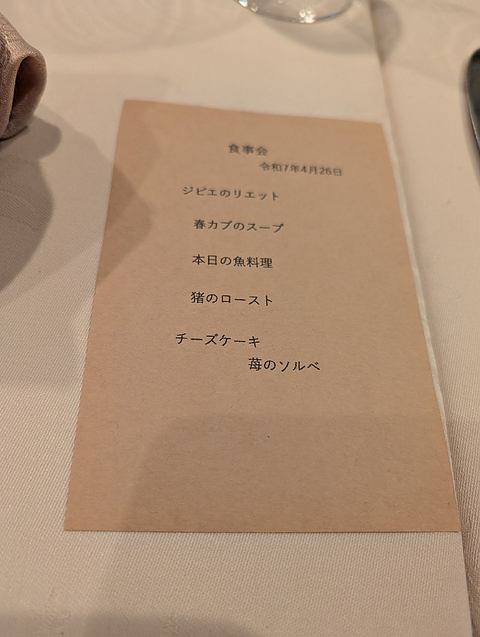 食事会
令和7年4月26日
ジビエのリエット
春カブのスープ
本日の魚料理
猪のロースト
チーズケーキ
苺のソルベ